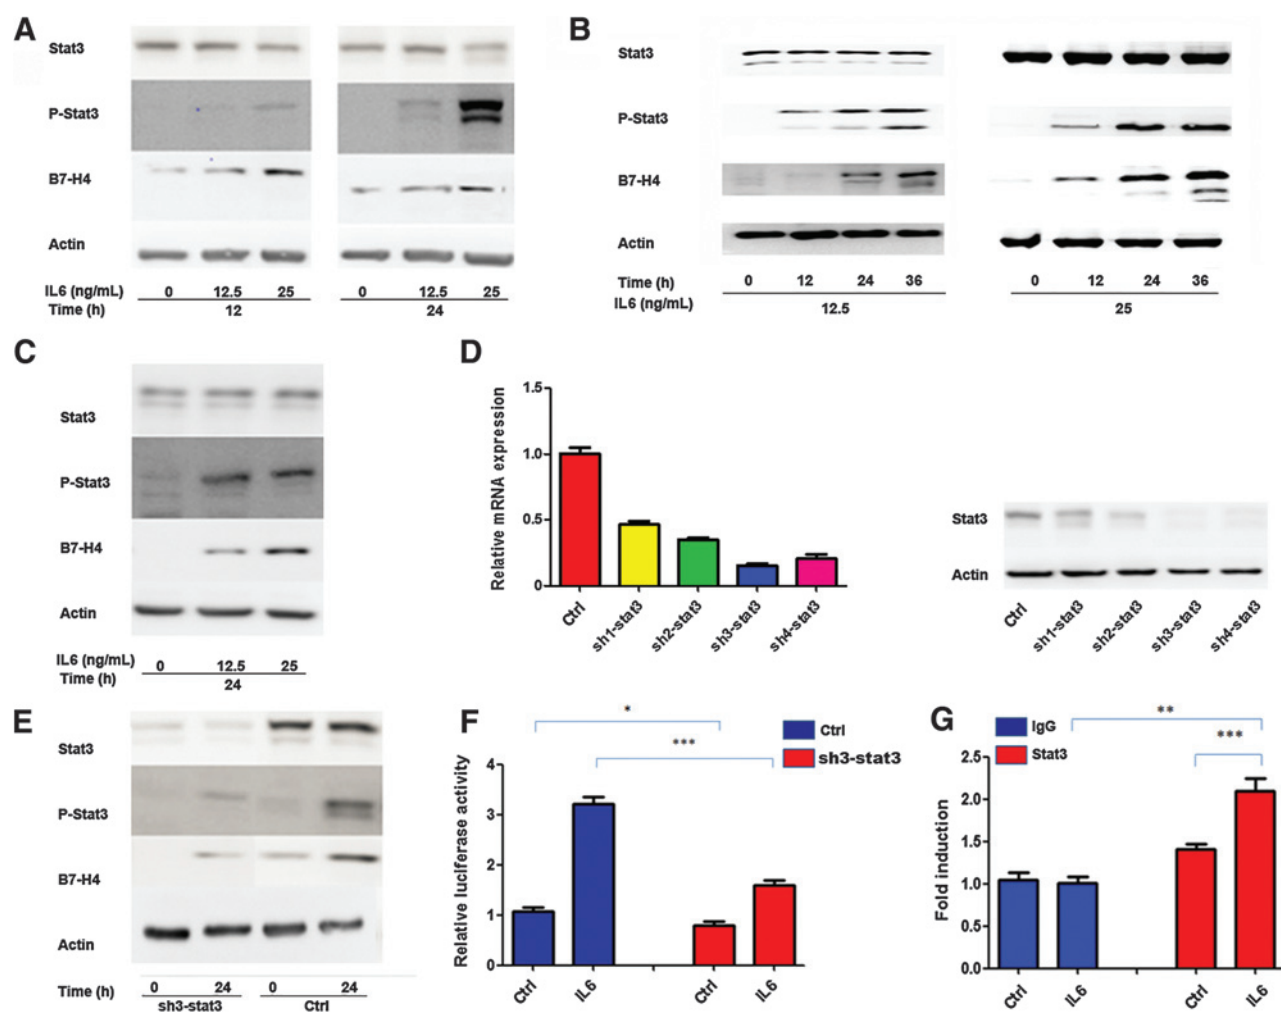 A
Stat3
P-Stat3
B7-H4
Actin
IL6 (ng/mL) 0 12.5 25 0 12.5 25
Time (h) 12 24
B
Stat3
P-Stat3
B7-H4
Actin
Time (h) 0 12 24 36 0 12 24 36
IL6 (ng/mL) 12.5 25
C
Stat3
P-Stat3
B7-H4
Actin
IL6 (ng/mL) 0 12.5 25
Time (h) 24
D
Relative mRNA expression
1.5
1.0
0.5
0
Ctrl sh1-stat3 sh2-stat3 sh3-stat3 sh4-stat3
Stat3
Actin
Ctrl sh1-stat3 sh2-stat3 sh3-stat3 sh4-stat3
E
Stat3
P-Stat3
B7-H4
Actin
Time (h) 0 24 0 24
sh3-stat3 Ctrl
F
* Ctrl
*** sh3-stat3
Relative luciferase activity
4
3
2
1
0
Ctrl IL6 Ctrl IL6
G
IgG **
Stat3 ***
Fold induction
2.5
2.0
1.5
1.0
0.5
0.0
Ctrl IL6 Ctrl IL6